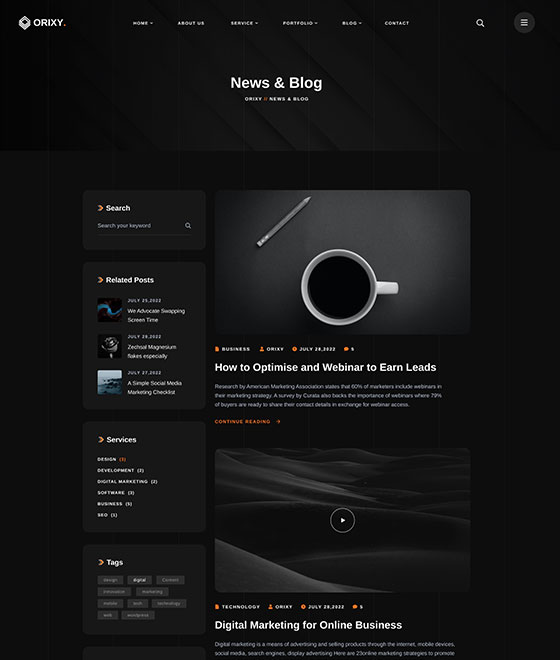 ORIXY.
HOME ABOUT US SERVICE PORTFOLIO BLOG CONTACT
News & Blog
ORIXY // NEWS & BLOG
Search
Search your keyword
Related Posts
JULY 25,2022
We Advocate Swapping
Screen Time
JULY 26,2022
Zechsal Magnesium
flakes especially
JULY 27,2022
A Simple Social Media
Marketing Checklist
Services
DESIGN (3)
DEVELOPMENT (2)
DIGITAL MARKETING (2)
SOFTWARE (3)
BUSINESS (5)
SEO (1)
Tags
design digital Content
innovation marketing
mobile tech technology
web wordpress
BUSINESS ORIXY JULY 28,2022 5
How to Optimise and Webinar to Earn Leads
Research by American Marketing Association states that 60% of marketers include webinars in
their marketing strategy. A survey by Curata also backs the importance of webinars where 79%
of buyers are ready to share their contact details in exchange for webinar access.
CONTINUE READING
TECHNOLOGY ORIXY JULY 28,2022 5
Digital Marketing for Online Business
Digital marketing is a means of advertising and selling products through the internet, mobile devices,
social media, search engines, display advertising Here are 23online marketing strategies to promote